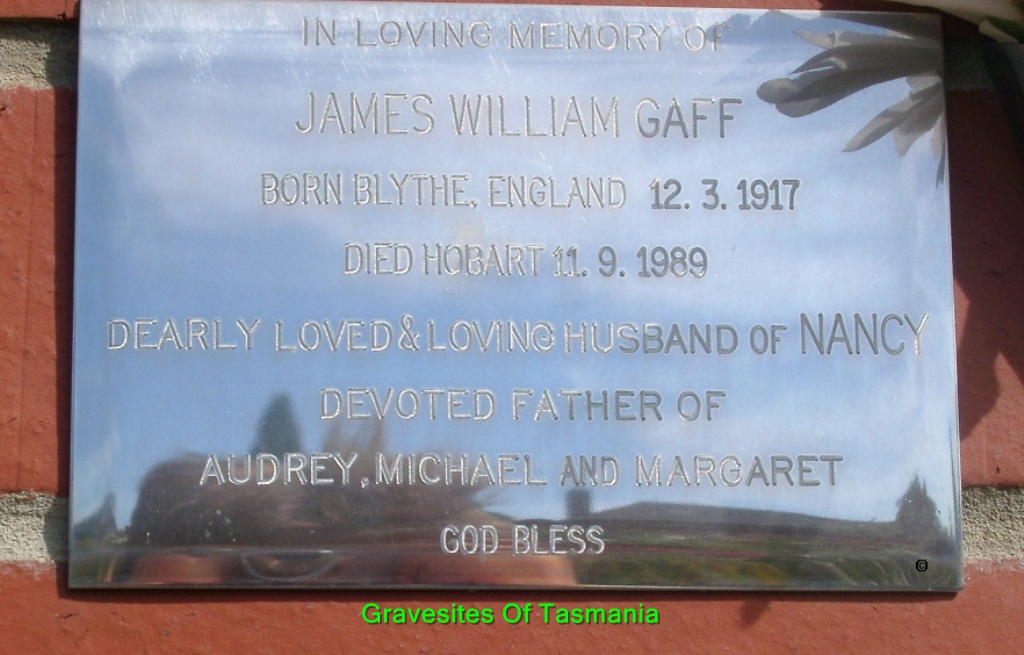 IN LOVING MEMORY OF
JAMES WILLIAM GAFF
BORN BLYTHE, ENGLAND 12. 3. 1917
DIED HOBART 11. 9. 1989
DEARLY LOVED & LOVING HUSBAND OF NANCY
DEVOTED FATHER OF
AUDREY, MICHAEL AND MARGARET
GOD BLESS
©
Gravesites Of Tasmania